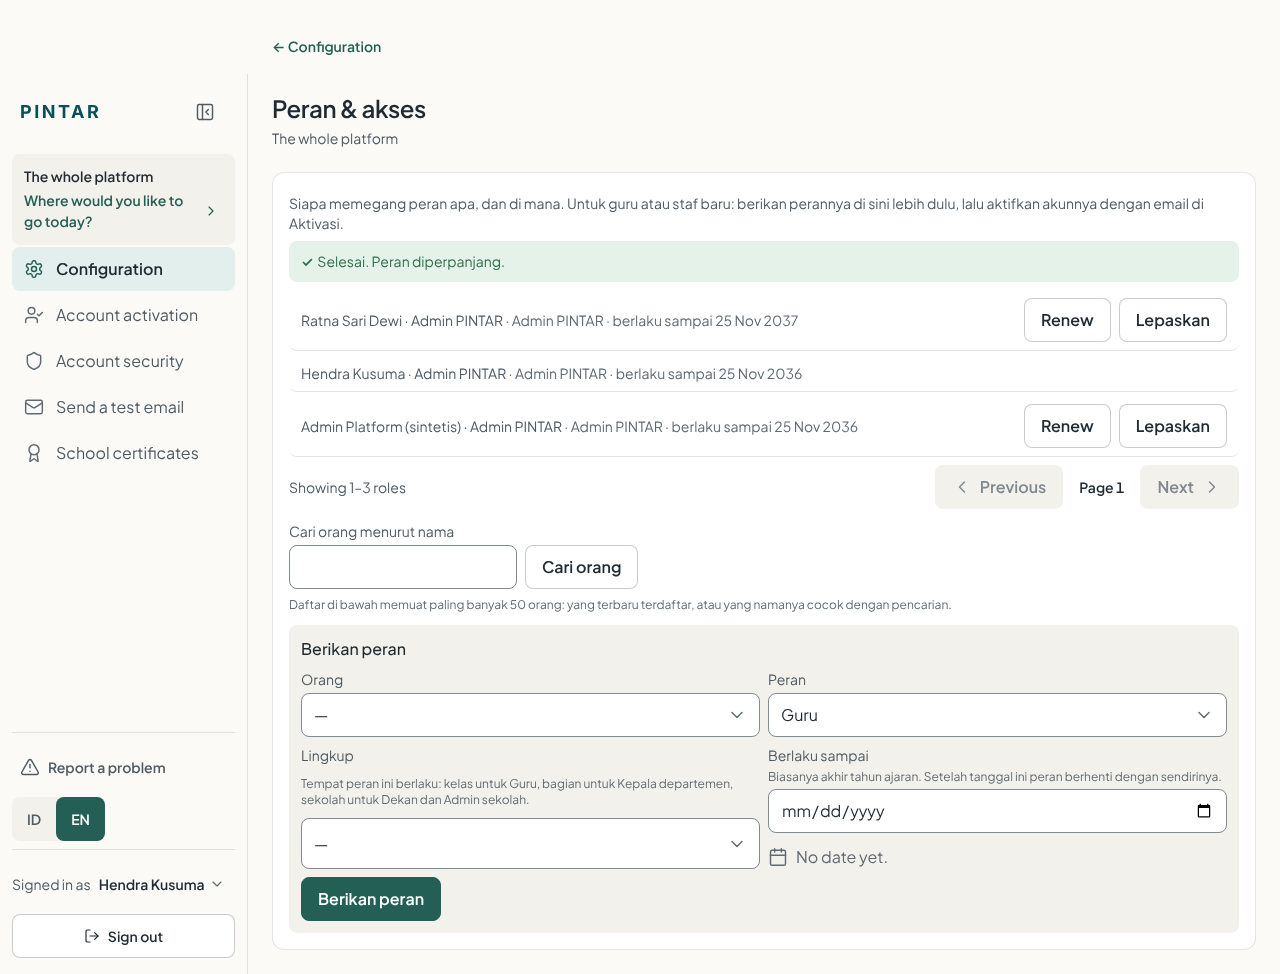 ← Configuration
PINTAR
The whole platform
Where would you like to
go today?
Configuration
Account activation
Account security
Send a test email
School certificates
Report a problem
ID EN
Signed in as Hendra Kusuma
Sign out
Peran & akses
The whole platform
Siapa memegang peran apa, dan di mana. Untuk guru atau staf baru: berikan perannya di sini lebih dulu, lalu aktifkan akunnya dengan email di
Aktivasi.
✓ Selesai. Peran diperpanjang.
Ratna Sari Dewi · Admin PINTAR · Admin PINTAR · berlaku sampai 25 Nov 2037 Renew Lepaskan
Hendra Kusuma · Admin PINTAR · Admin PINTAR · berlaku sampai 25 Nov 2036
Admin Platform (sintetis) · Admin PINTAR · Admin PINTAR · berlaku sampai 25 Nov 2036 Renew Lepaskan
Showing 1–3 roles Previous Page 1 Next
Cari orang menurut nama
Cari orang
Daftar di bawah memuat paling banyak 50 orang: yang terbaru terdaftar, atau yang namanya cocok dengan pencarian.
Berikan peran
Orang
—
Peran
Guru
Lingkup
Tempat peran ini berlaku: kelas untuk Guru, bagian untuk Kepala departemen,
sekolah untuk Dekan dan Admin sekolah.
—
Berlaku sampai
Biasanya akhir tahun ajaran. Setelah tanggal ini peran berhenti dengan sendirinya.
mm/dd/yyyy
No date yet.
Berikan peran